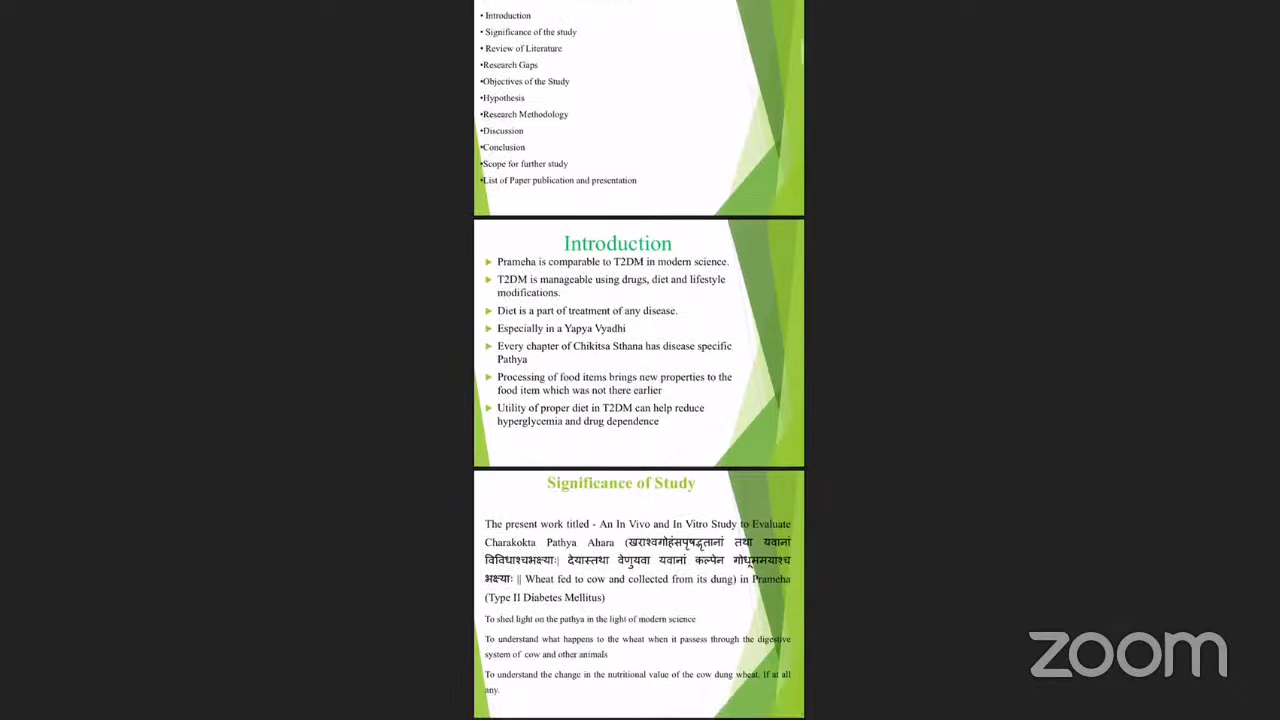 • Introduction
• Significance of the study
• Review of Literature
•Research Gaps
•Objectives of the Study
•Hypothesis
•Research Methodology
•Discussion
•Conclusion
•Scope for further study
•List of Paper publication and presentation
Introduction
Prameha is comparable to T2DM in modern science.
T2DM is manageable using drugs, diet and lifestyle
modifications.
Diet is a part of treatment of any disease.
Especially in a Yapya Vyadhi
Every chapter of Chikitsa Sthana has disease specific
Pathya
Processing of food items brings new properties to the
food item which was not there earlier
Utility of proper diet in T2DM can help reduce
hyperglycemia and drug dependence
Significance of Study
The present work titled - An In Vivo and In Vitro Study to Evaluate
Charakokta Pathya Ahara (खराश्वगोहंसपृषद्भृतानां तथा यवानां
विविधाश्चभक्ष्याः| देयास्तथा वेणुयवा यवानां कल्पेन गोधूममयाश्च
भक्ष्याः || Wheat fed to cow and collected from its dung) in Prameha
(Type II Diabetes Mellitus)
To shed light on the pathya in the light of modern science
To understand what happens to the wheat when it passess through the digestive
system of cow and other animals
To understand the change in the nutritional value of the cow dung wheat, If at all
any.
zoom